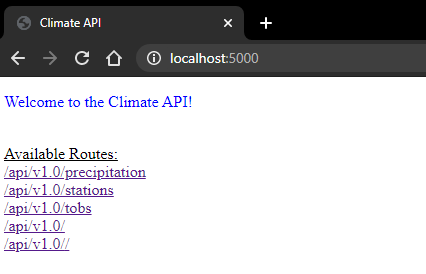 Climate API
localhost:5000
Welcome to the Climate API!
Available Routes:
/api/v1.0/precipitation
/api/v1.0/stations
/api/v1.0/tobs
/api/v1.0/
/api/v1.0//